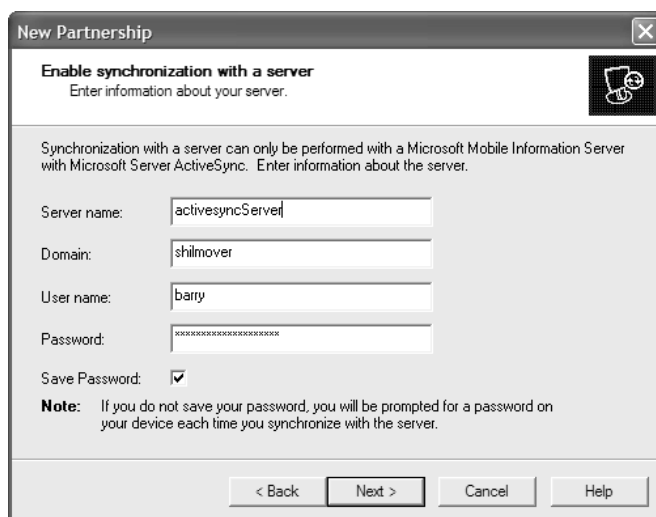 New Partnership
Enable synchronization with a server
Enter information about your server.
Synchronization with a server can only be performed with a Microsoft Mobile Information Server
with Microsoft Server ActiveSync. Enter information about the server.
Server name: activesyncServer
Domain: shilmover
User name: barry
Password: ********************
Save Password:
Note: If you do not save your password, you will be prompted for a password on
your device each time you synchronize with the server.
< Back Next > Cancel Help